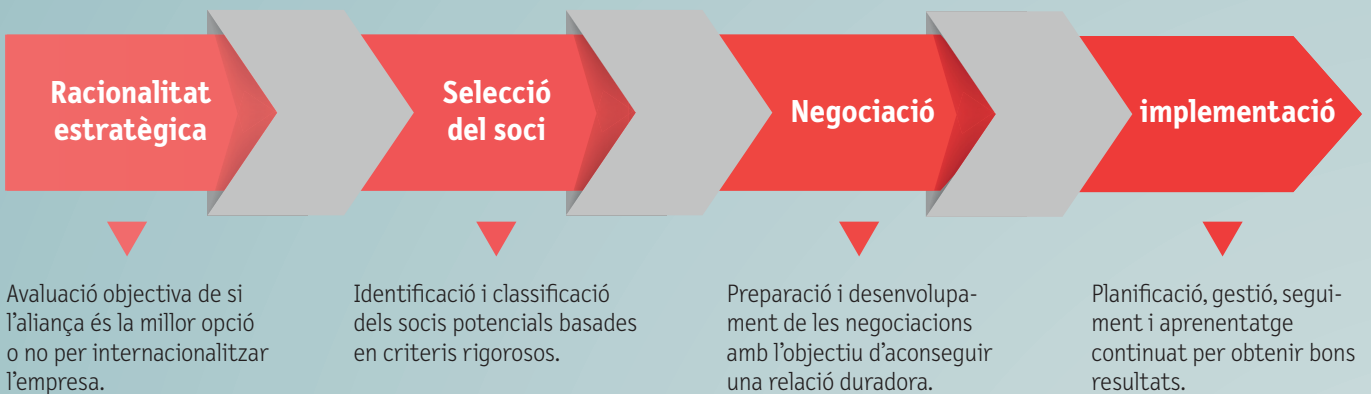 Racionalitat
estratègica
Selecció
del soci
Negociació
implementació
Avaluació objectiva de si
l’aliança és la millor opció
o no per internacionalitzar
l’empresa.
Identificació i classificació
dels socis potencials basades
en criteris rigorosos.
Preparació i desenvolupa-
ment de les negociacions
amb l’objectiu d’aconseguir
una relació duradora.
Planificació, gestió, segui-
ment i aprenentatge
continuat per obtenir bons
resultats.